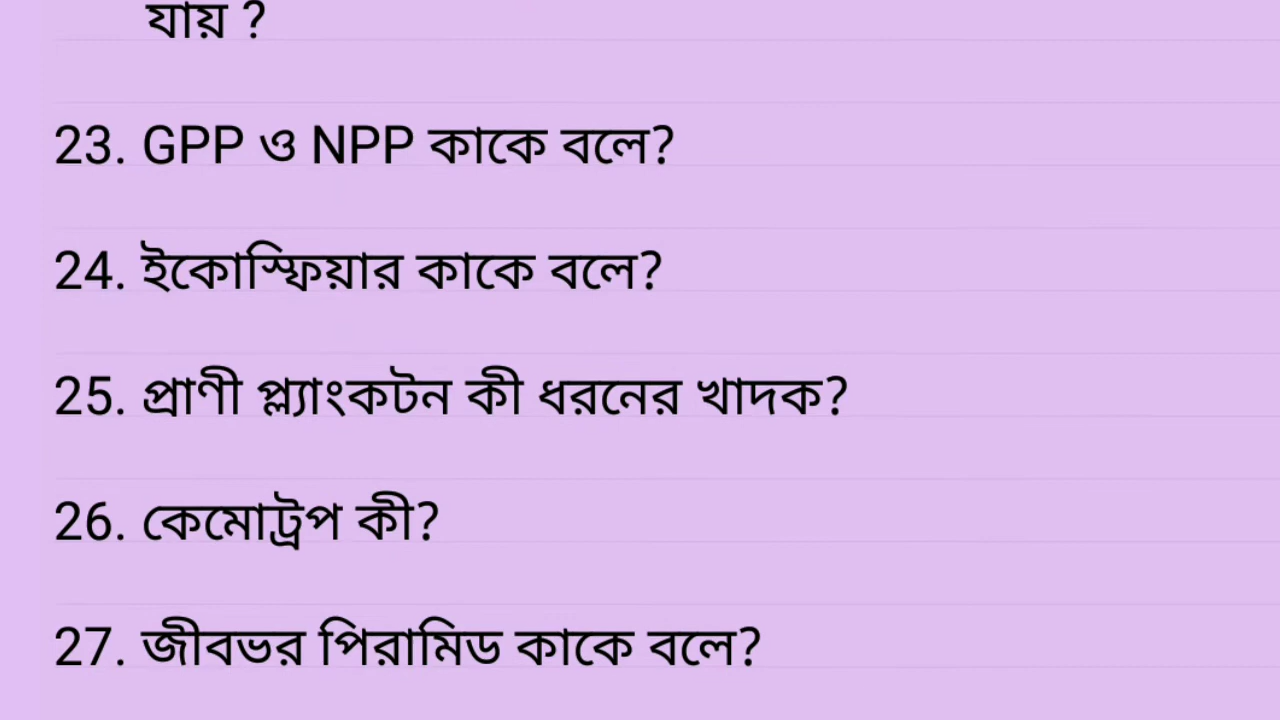 যায় ?
23. GPP ও NPP কাকে বলে?
24. ইকোস্ফিয়ার কাকে বলে?
25. প্রাণী প্ল্যাংকটন কী ধরনের খাদক?
26. কেমোট্রপ কী?
27. জীবভর পিরামিড কাকে বলে?